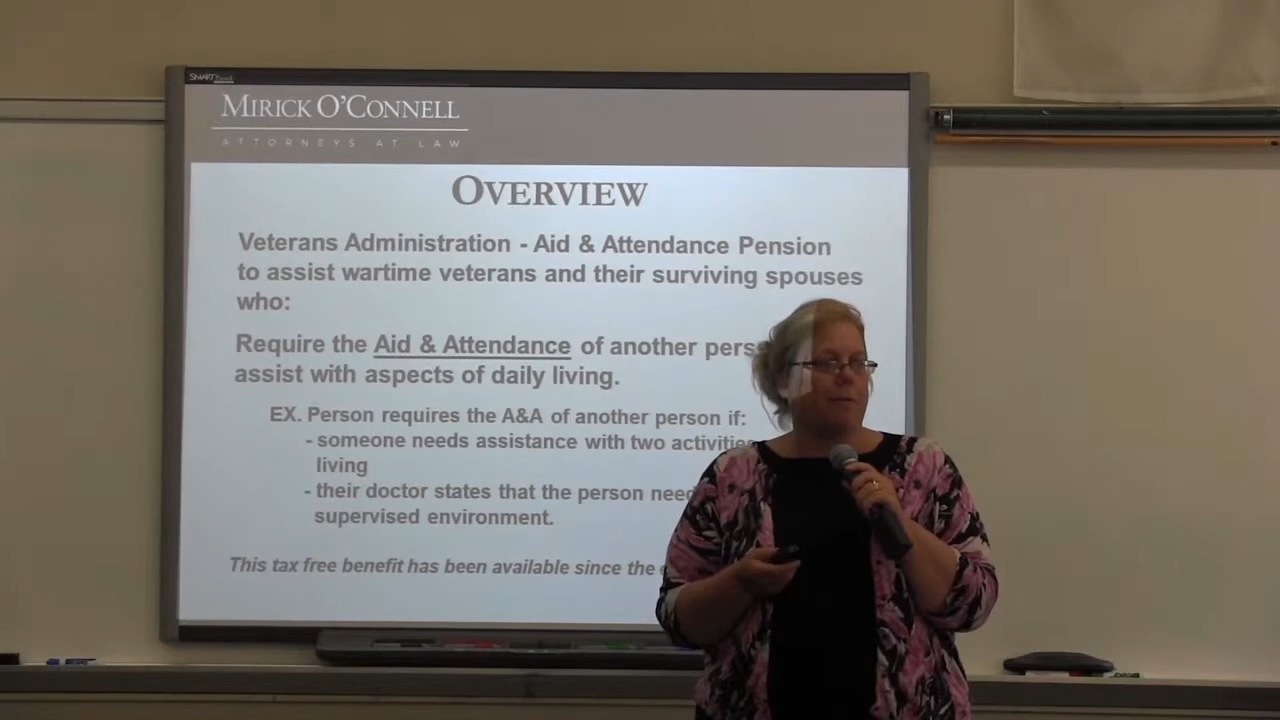 SMART Board
MIRICK O'CONNELL
ATTORNEYS AT LAW
OVERVIEW
Veterans Administration - Aid & Attendance Pension
to assist wartime veterans and their surviving spouses
who:
Require the Aid & Attendance of another
assist with aspects of daily living.
EX. Person requires the A&A of another person if:
- someone needs assistance with two activities
living
- their doctor states that the person
supervised environment.
This tax free benefit has been available since the